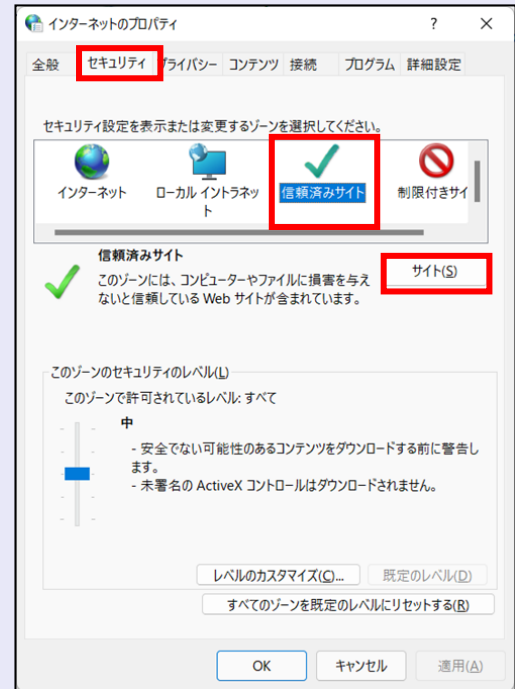 インターネットのプロパティ ? ×
全般 セキュリティ プライバシー コンテンツ 接続 プログラム 詳細設定
セキュリティ設定を表示または変更するゾーンを選択してください。
インターネット ローカル イントラネッ 信頼済みサイト 制限付きサイ
ト
信頼済みサイト
サイト(S)
このゾーンには、コンピューターやファイルに損害を与え
ないと信頼している Web サイトが含まれています。
このゾーンのセキュリティのレベル(L)
このゾーンで許可されているレベル: すべて
中
- 安全でない可能性のあるコンテンツをダウンロードする前に警告し
ます。
- 未署名の ActiveX コントロールはダウンロードされません。
レベルのカスタマイズ(C)... 既定のレベル(D)
すべてのゾーンを既定のレベルにリセットする(R)
OK キャンセル 適用(A)